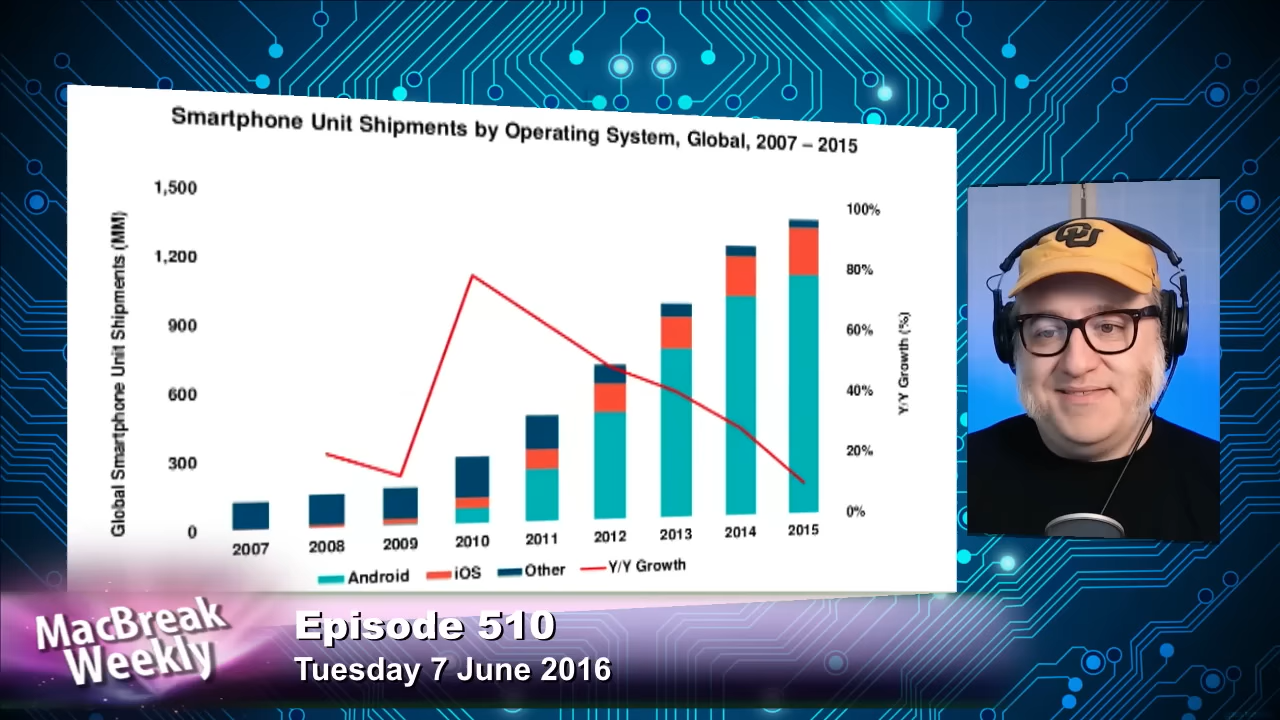 Smartphone Unit Shipments by Operating System, Global, 2007 – 2015
Global Smartphone Unit Shipments (MM)
1,500
1,200
900
600
300
0
100%
80%
60%
40%
20%
0%
Y/Y Growth (%)
2007 2008 2009 2010 2011 2012 2013 2014 2015
Android iOS Other Y/Y Growth
CU
MacBreak
Weekly
Episode 510
Tuesday 7 June 2016